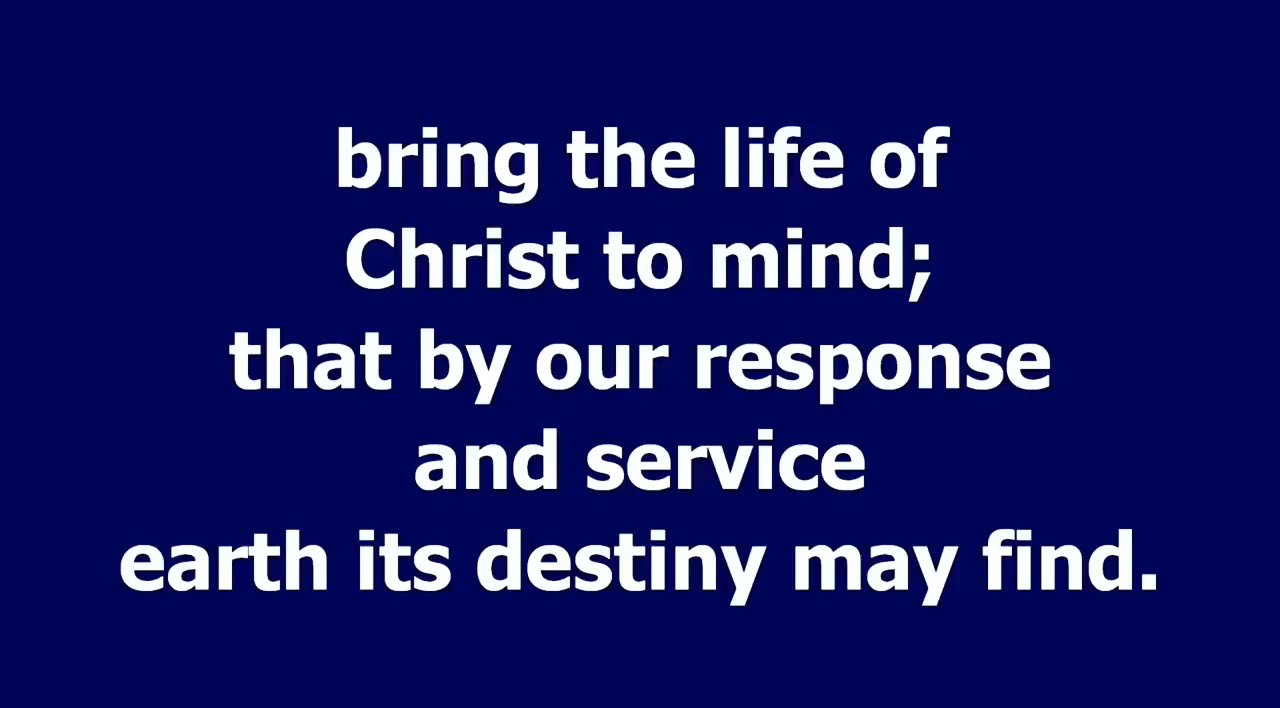 bring the life of
Christ to mind;
that by our response
and service
earth its destiny may find.